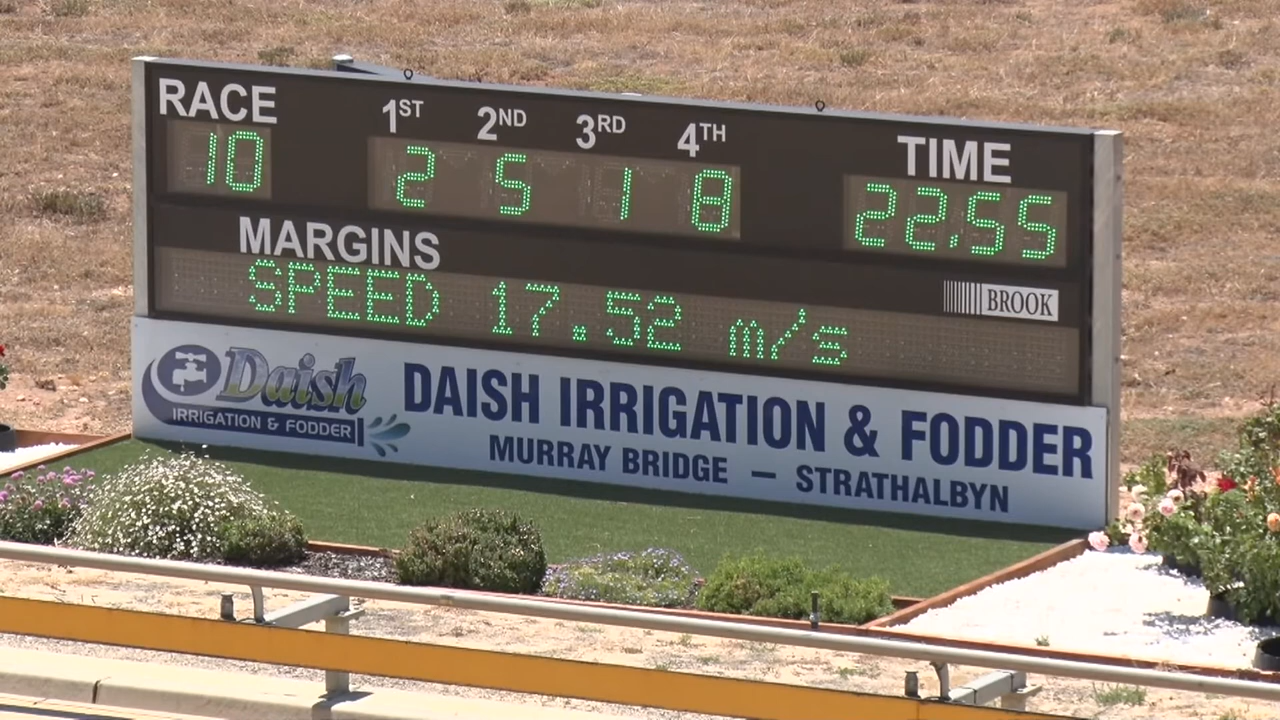 RACE 1ST 2ND 3RD 4TH TIME
10 2 5 1 8 22.55
MARGINS
BROOK
SPEED 17.52 m/s
Daish
IRRIGATION & FODDER
DAISH IRRIGATION & FODDER
MURRAY BRIDGE – STRATHALBYN